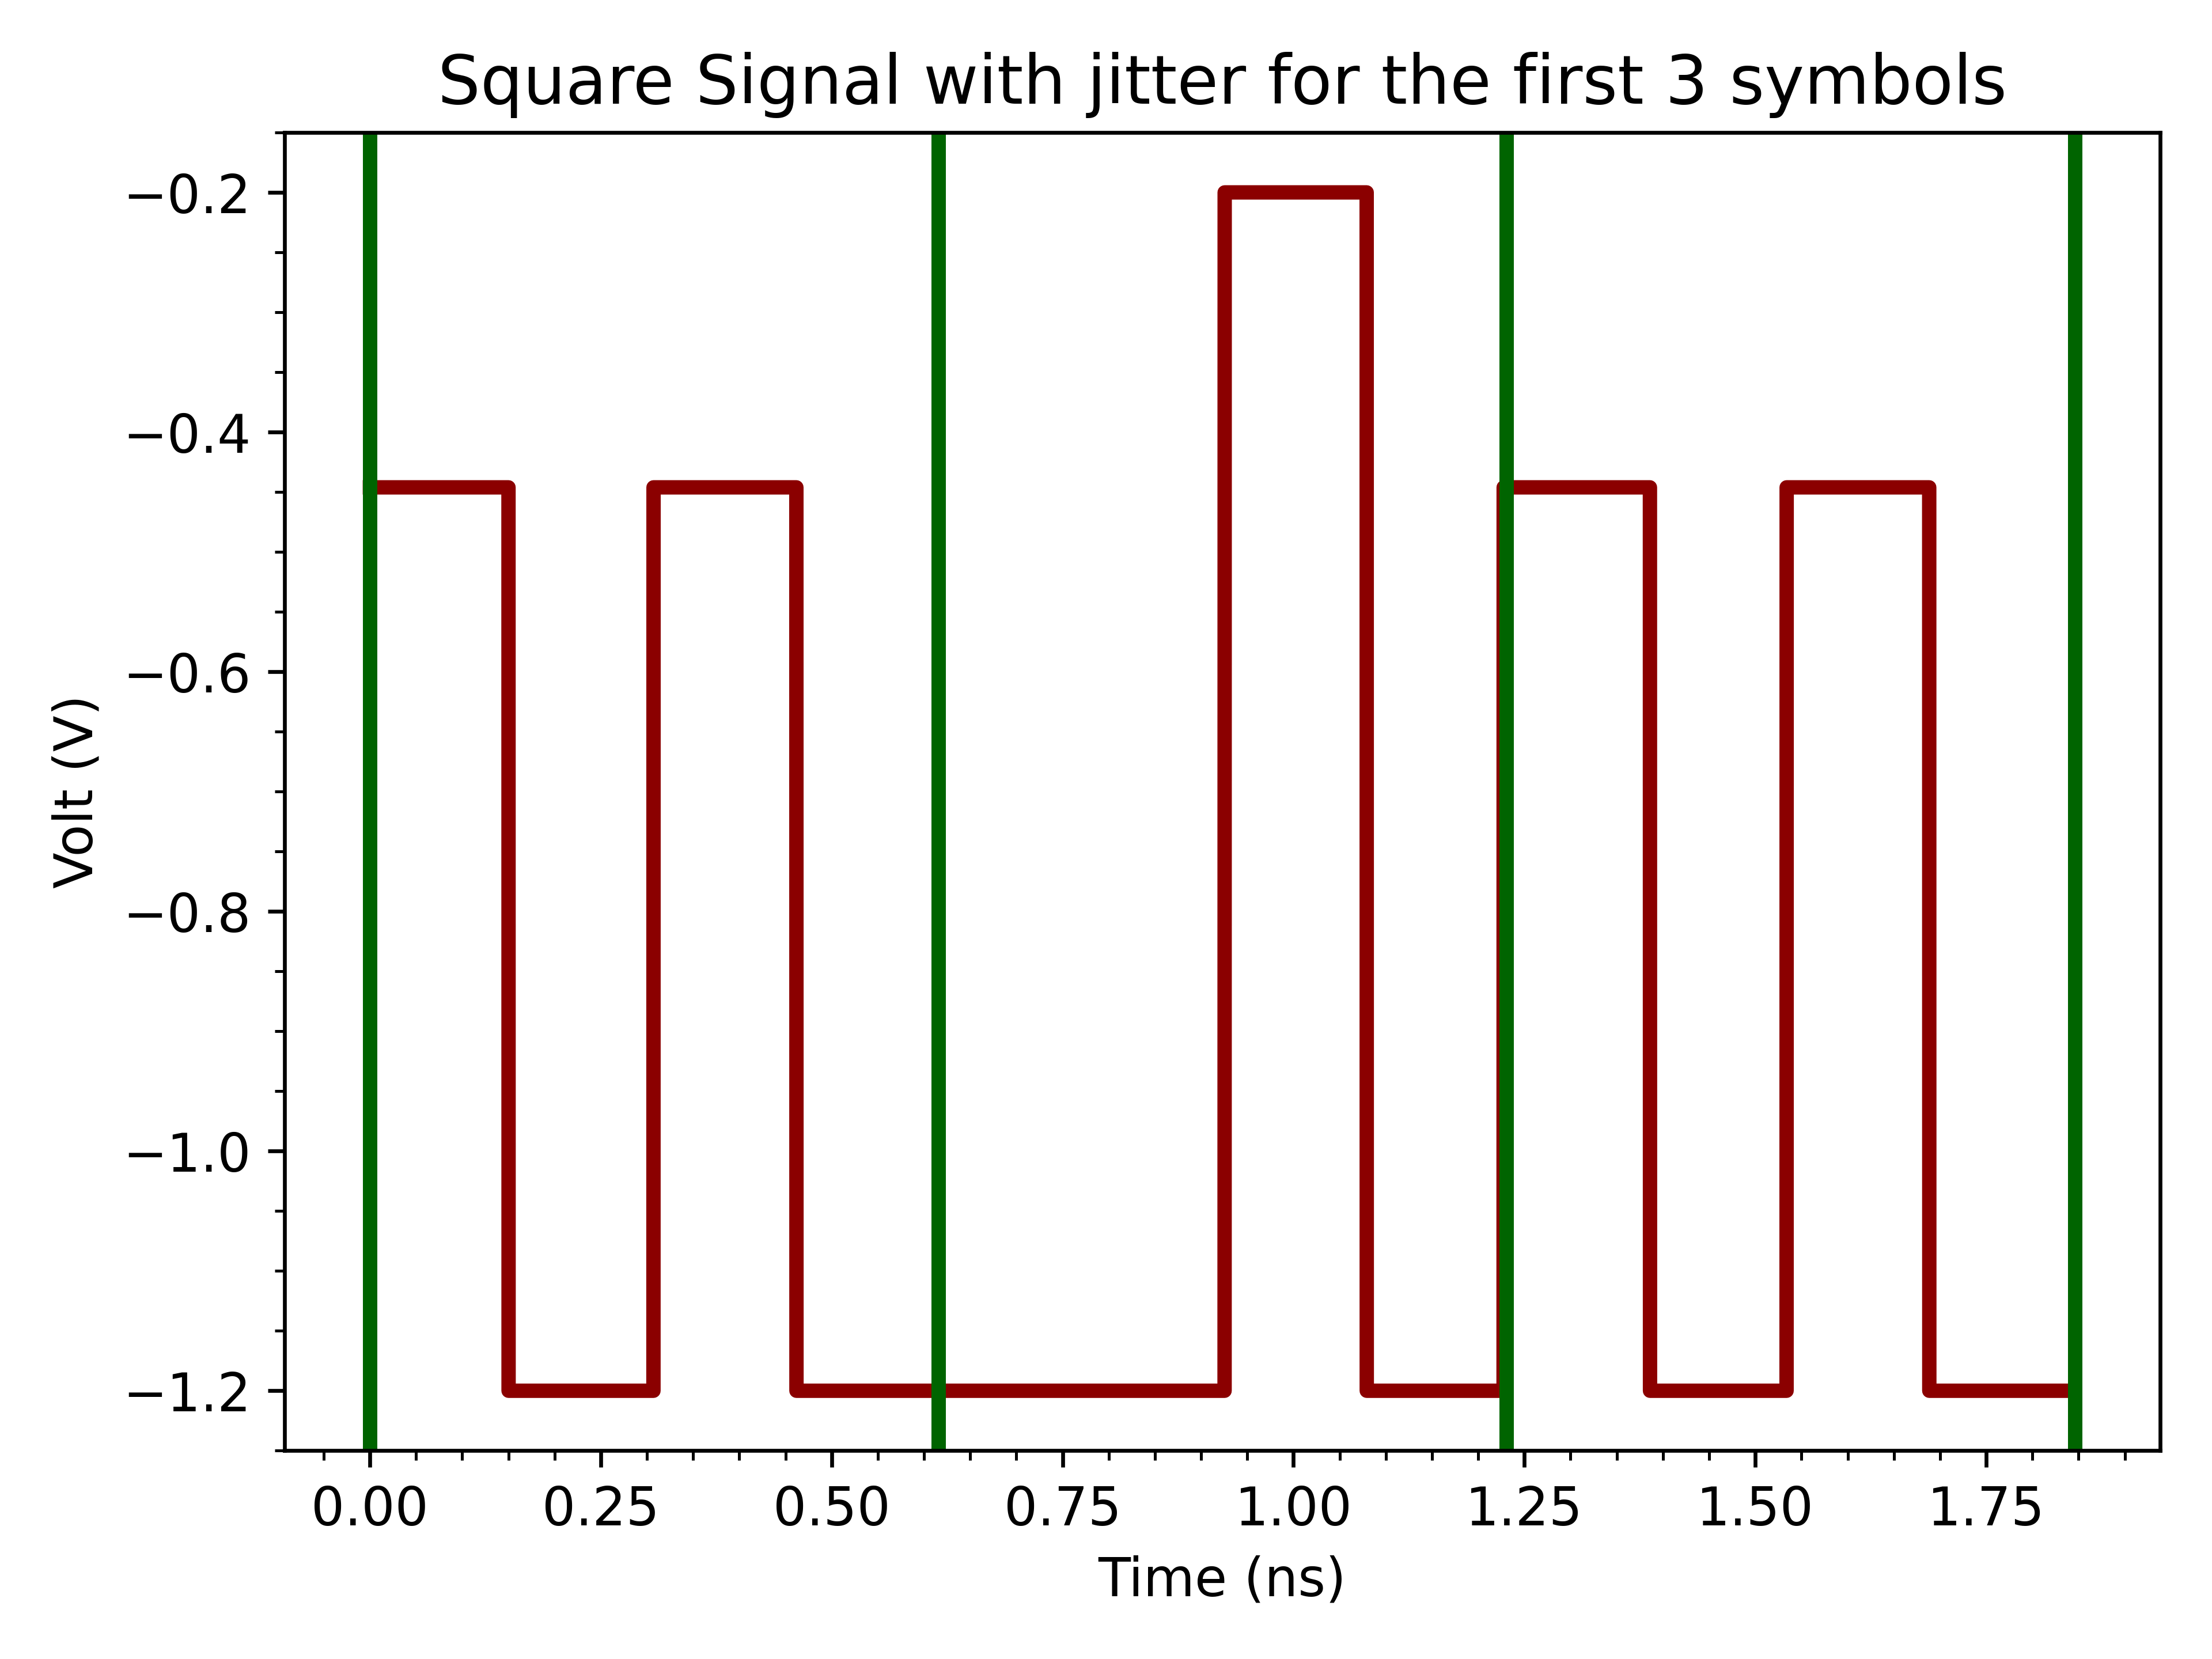 Square Signal with jitter for the first 3 symbols
−0.2
−0.4
−0.6
−0.8
−1.0
−1.2
Volt (V)
0.00 0.25 0.50 0.75 1.00 1.25 1.50 1.75
Time (ns)